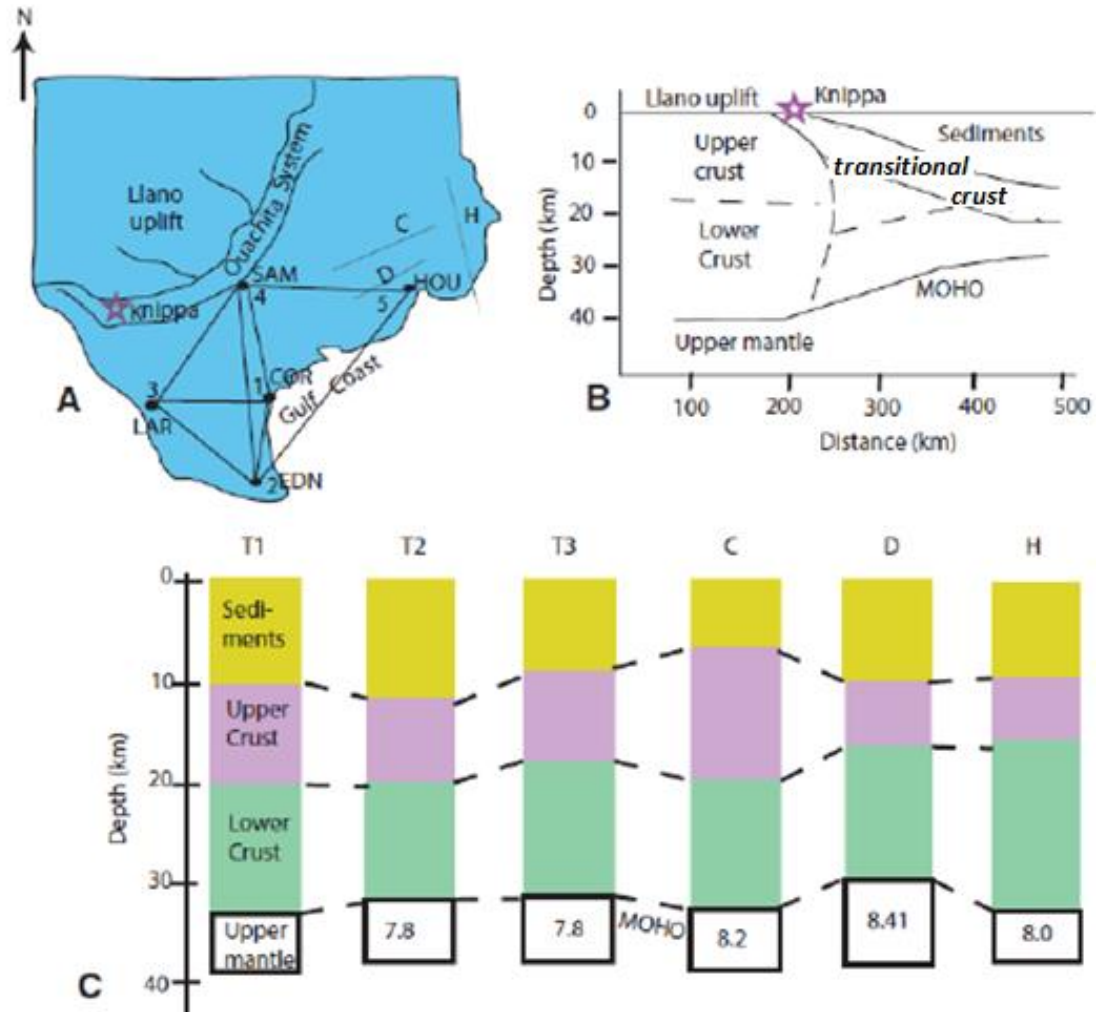 N
Llano
uplift
Ouachita System
C
H
D
SAM
4
HOU
5
Knippa
A
3
LAR
1
COR
Gulf Coast
2
EDN
Llano uplift
Knippa
0
10
20
30
40
Depth (km)
Upper
crust
Sediments
transitional
crust
Lower
Crust
MOHO
Upper mantle
B
100
200
300
400
500
Distance (km)
T1
T2
T3
C
D
H
0
10
20
30
40
Depth (km)
Sedi-
ments
Upper
Crust
Lower
Crust
Upper
mantle
7.8
7.8
MOHO
8.2
8.41
8.0
C